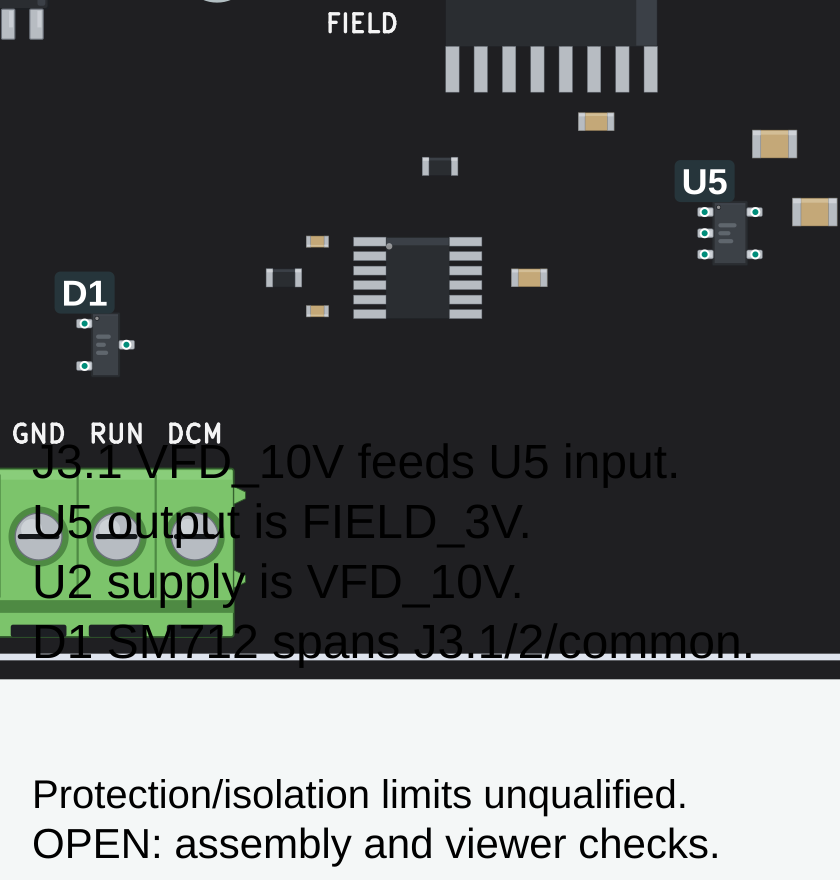 FIELD
U5
D1
GND RUN DCM
J3.1 VFD_10V feeds U5 input.
U5 output is FIELD_3V.
U2 supply is VFD_10V.
D1 SM712 spans J3.1/2/common.
Protection/isolation limits unqualified.
OPEN: assembly and viewer checks.